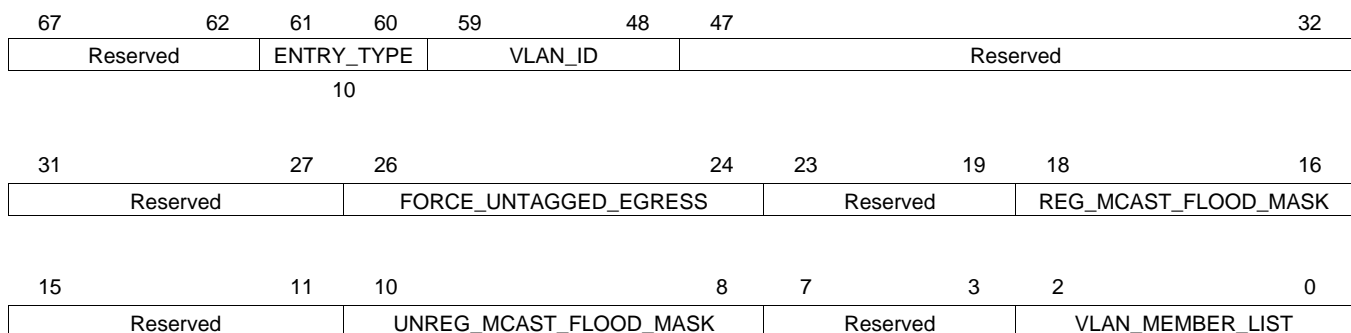 67 62 61 60 59 48 47 32
Reserved ENTRY_TYPE VLAN_ID Reserved
10
31 27 26 24 23 19 18 16
Reserved FORCE_UNTAGGED_EGRESS Reserved REG_MCAST_FLOOD_MASK
15 11 10 8 7 3 2 0
Reserved UNREG_MCAST_FLOOD_MASK Reserved VLAN_MEMBER_LIST